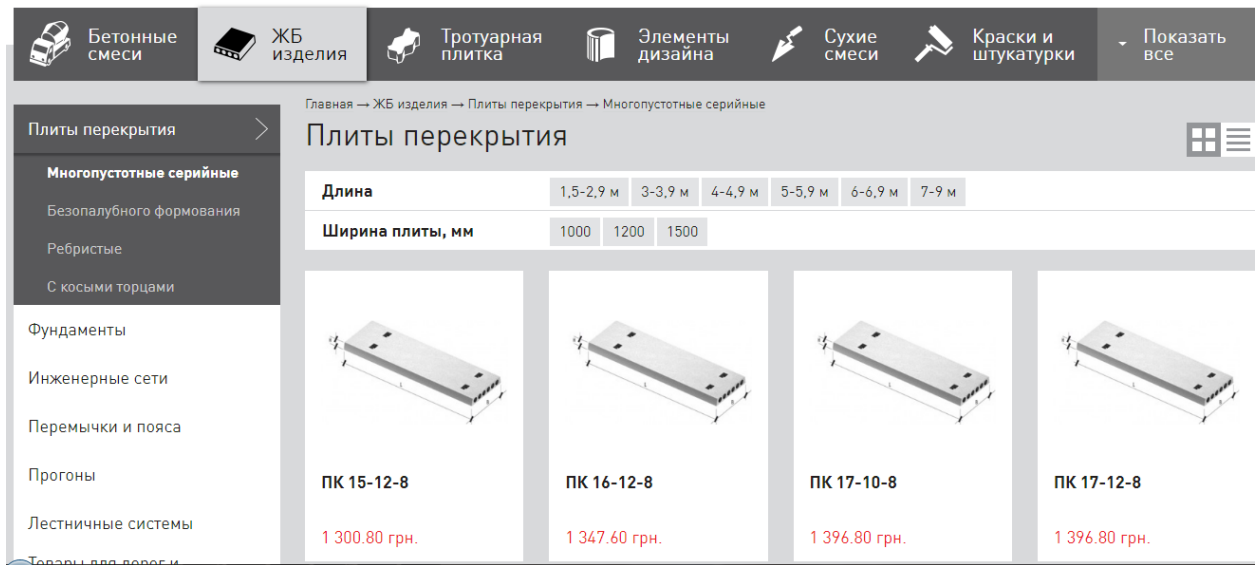 Бетонные
смеси
ЖБ
изделия
Тротуарная
плитка
Элементы
дизайна
Сухие
смеси
Краски и
штукатурки
Показать
все
Главная → ЖБ изделия → Плиты перекрытия → Многопустотные серийные
Плиты перекрытия
Плиты перекрытия
Многопустотные серийные
Безопалубного формования
Ребристые
С косыми торцами
Фундаменты
Инженерные сети
Перемычки и пояса
Прогоны
Лестничные системы
Товары для дорог и
Длина 1,5-2,9 м 3-3,9 м 4-4,9 м 5-5,9 м 6-6,9 м 7-9 м
Ширина плиты, мм 1000 1200 1500
ПК 15-12-8 ПК 16-12-8 ПК 17-10-8 ПК 17-12-8
1 300.80 грн. 1 347.60 грн. 1 396.80 грн. 1 396.80 грн.